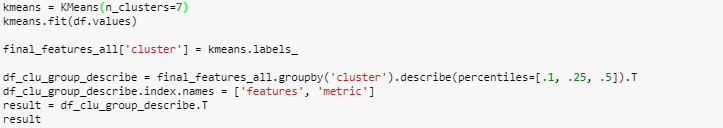 kmeans = KMeans(n_clusters=7)
kmeans.fit(df.values)
final_features_all['cluster'] = kmeans.labels_
df_clu_group_describe = final_features_all.groupby('cluster').describe(percentiles=[.1, .25, .5]).T
df_clu_group_describe.index.names = ['features', 'metric']
result = df_clu_group_describe.T
result